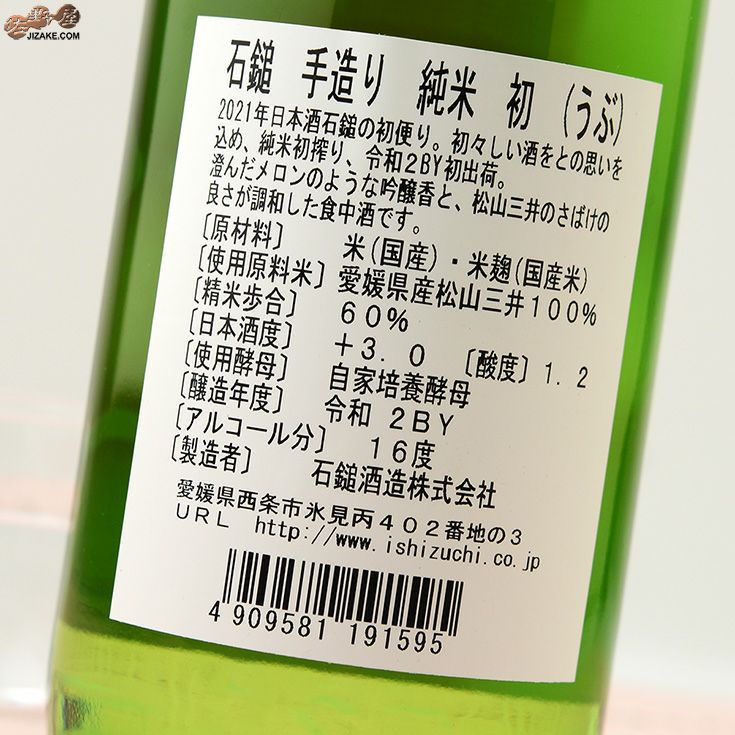 JIZAKE.COM
石鎚 手造り 純米 初 (うぶ)
2021年日本酒石鎚の初便り。初々しい酒をとの思いを
込め、純米初搾り、令和2BY初出荷。
澄んだメロンのような吟醸香と、松山三井のさばけの
良さが調和した食中酒です。
[原材料] 米(国産)・米麹(国産米)
[使用原料米] 愛媛県産松山三井100%
[精米歩合] 60%
[日本酒度] +3.0 [酸度] 1.2
[使用酵母] 自家培養酵母
[醸造年度] 令和 2BY
[アルコール分] 16度
[製造者] 石鎚酒造株式会社
愛媛県西条市氷見丙402番地の3
URL http://www.ishizuchi.co.jp
4 909581 191595